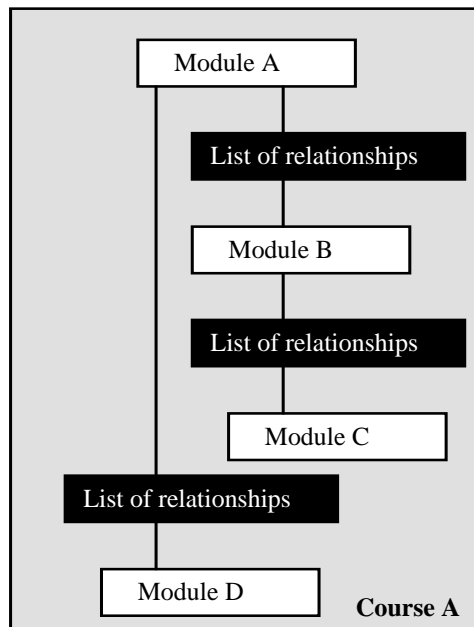 Module A
List of relationships
Module B
List of relationships
Module C
List of relationships
Module D
Course A